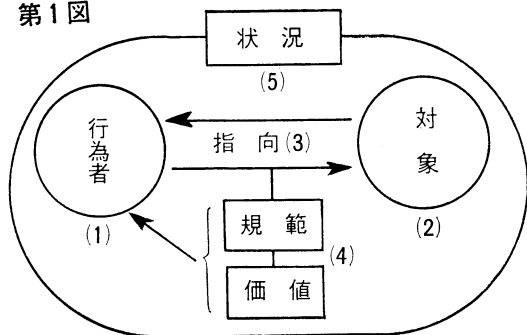 第1図
状況
(5)
行為者
(1)
指向(3)
対象
(2)
規範
(4)
価値